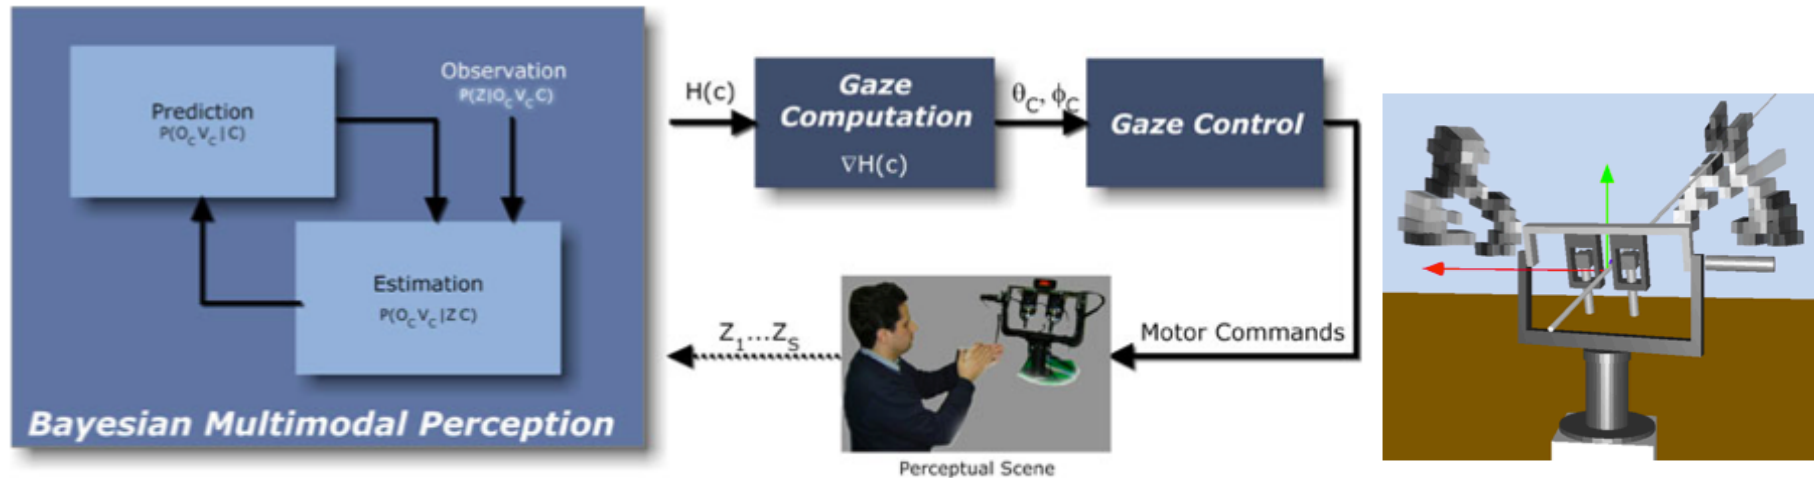 Prediction
P(O_C V_C | C)
Observation
P(Z|O_C V_C C)
Estimation
P(O_C V_C |Z C)
Bayesian Multimodal Perception
H(c)
Gaze
Computation
∇H(c)
θ_C, ϕ_C
Gaze Control
Motor Commands
Z_1...Z_S
Perceptual Scene